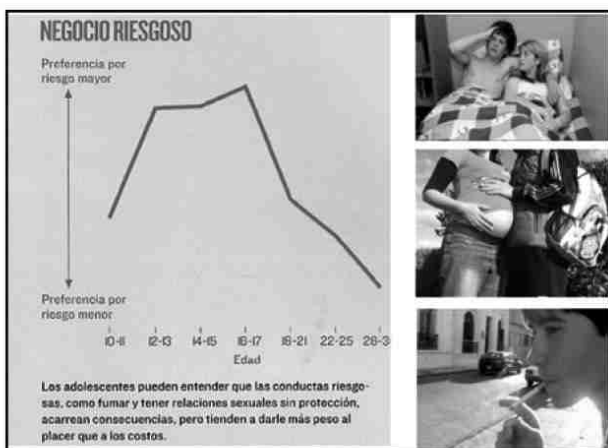 NEGOCIO RIESGOSO
Preferencia por
riesgo mayor
Preferencia por
riesgo menor
10-11 12-13 14-15 16-17 18-21 22-25 26-3
Edad
Los adolescentes pueden entender que las conductas riesgo-
sas, como fumar y tener relaciones sexuales sin protección,
acarrean consecuencias, pero tienden a darle más peso al
placer que a los costos.